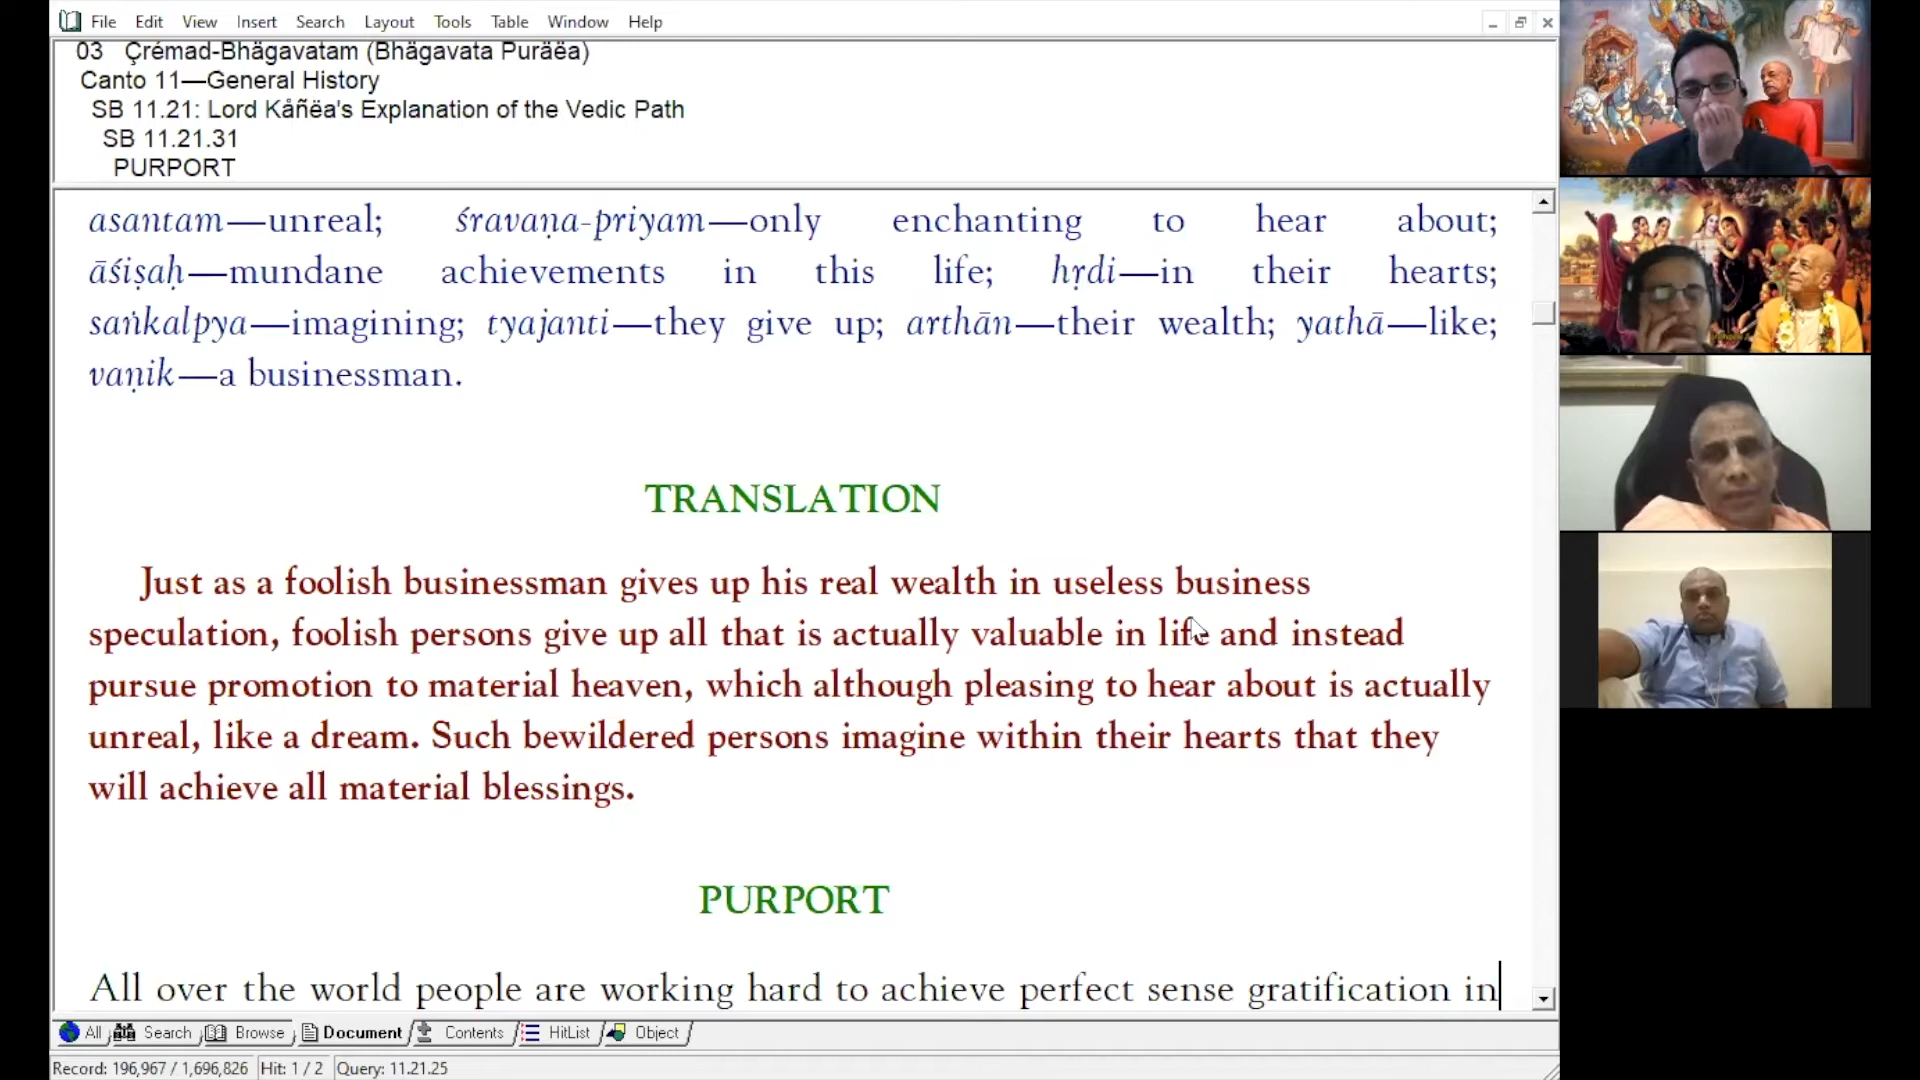 File Edit View Insert Search Layout Tools Table Window Help
03 Çrémad-Bhägavatam (Bhägavata Puräëa)
Canto 11—General History
SB 11.21: Lord Kåñëa's Explanation of the Vedic Path
SB 11.21.31
PURPORT
asantam—unreal; śravaṇa-priyam—only enchanting to hear about;
āśiṣaḥ—mundane achievements in this life; hṛdi—in their hearts;
saṅkalpya—imagining; tyajanti—they give up; arthān—their wealth; yathā—like;
vaṇik—a businessman.
TRANSLATION
Just as a foolish businessman gives up his real wealth in useless business
speculation, foolish persons give up all that is actually valuable in life and instead
pursue promotion to material heaven, which although pleasing to hear about is actually
unreal, like a dream. Such bewildered persons imagine within their hearts that they
will achieve all material blessings.
PURPORT
All over the world people are working hard to achieve perfect sense gratification in
All Search Browse Document Contents HitList Object
Record: 196,967 / 1,696,826 Hit: 1 / 2 Query: 11.21.25